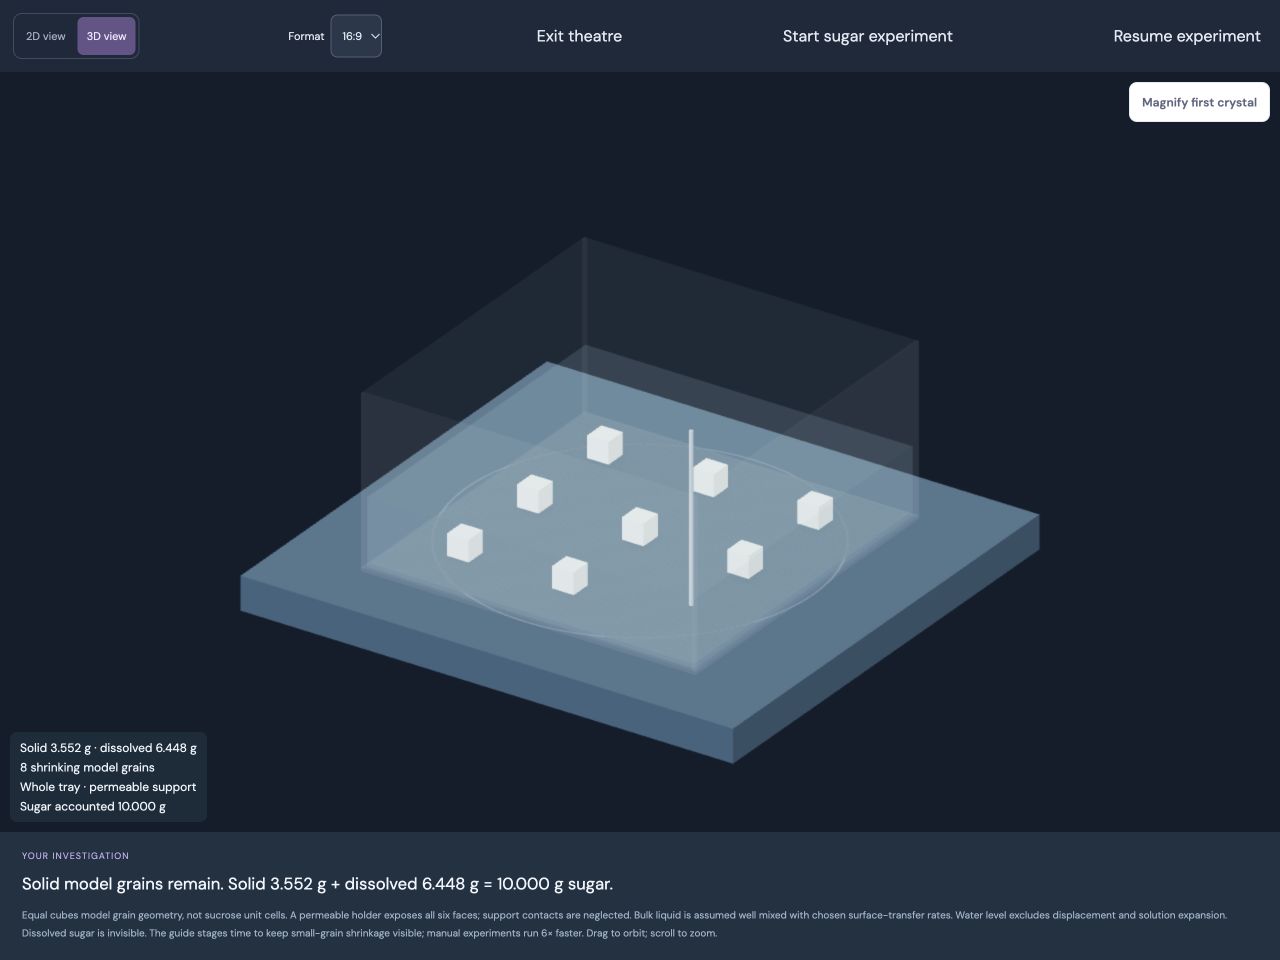 2D view
3D view
Format
16:9
Exit theatre
Start sugar experiment
Resume experiment
Magnify first crystal
Solid 3.552 g · dissolved 6.448 g
8 shrinking model grains
Whole tray · permeable support
Sugar accounted 10.000 g
YOUR INVESTIGATION
Solid model grains remain. Solid 3.552 g + dissolved 6.448 g = 10.000 g sugar.
Equal cubes model grain geometry, not sucrose unit cells. A permeable holder exposes all six faces; support contacts are neglected. Bulk liquid is assumed well mixed with chosen surface-transfer rates. Water level excludes displacement and solution expansion.
Dissolved sugar is invisible. The guide stages time to keep small-grain shrinkage visible; manual experiments run 6× faster. Drag to orbit; scroll to zoom.